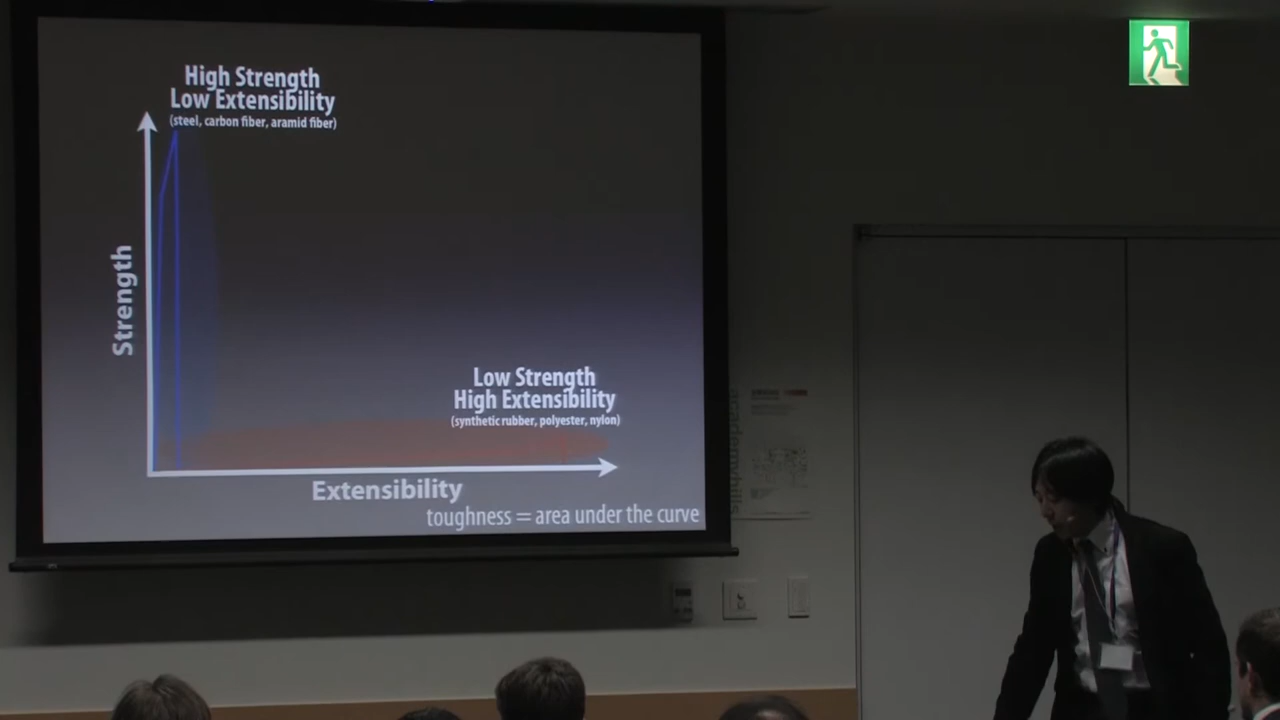 High Strength
Low Extensibility
(steel, carbon fiber, aramid fiber)
Strength
Low Strength
High Extensibility
(synthetic rubber, polyester, nylon)
Extensibility
toughness = area under the curve
academyhills